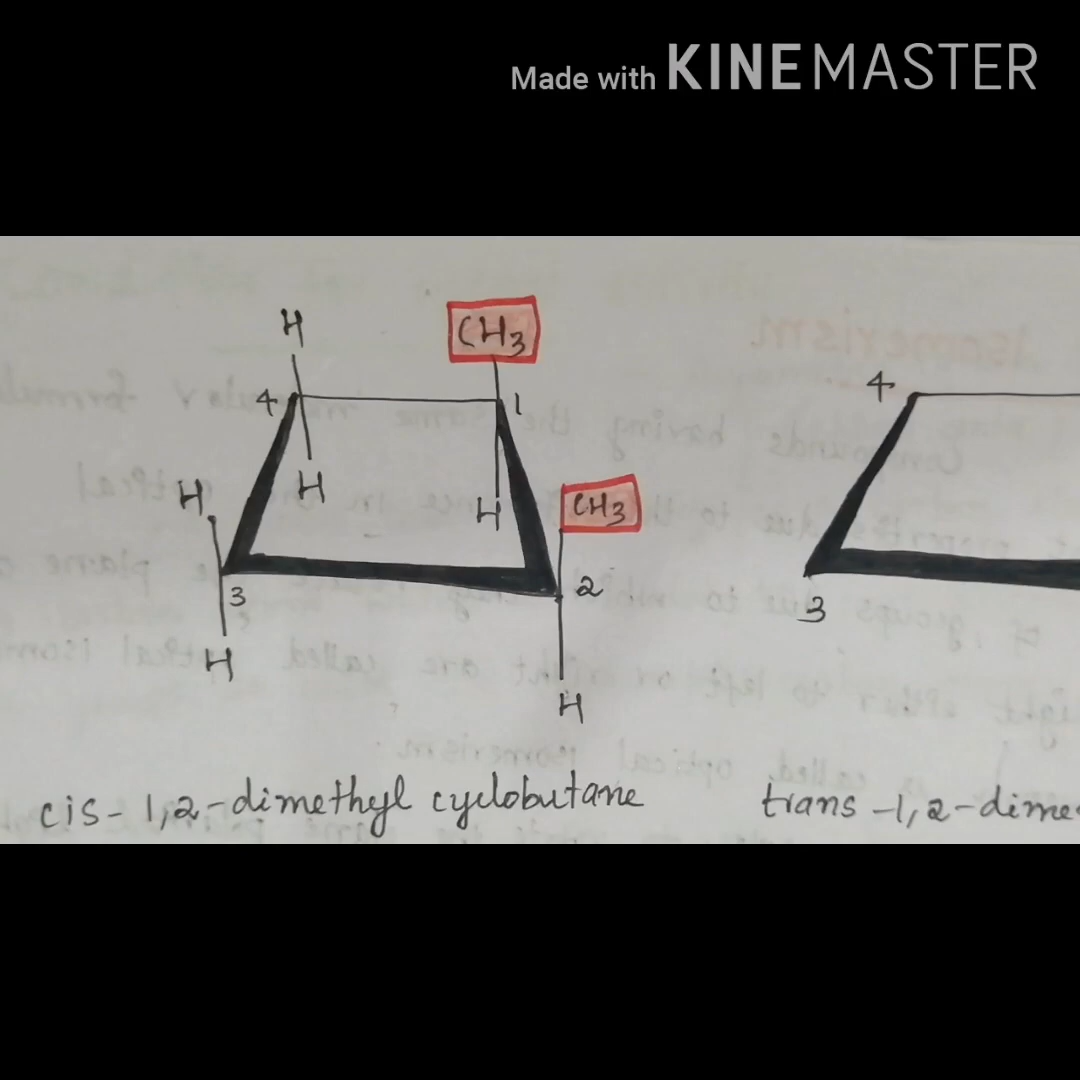 Made with KINEMASTER
H
CH3
4
1
4
H
H
H
CH3
3
2
3
H
H
cis-1,2-dimethyl cyclobutane
trans-1,2-dime